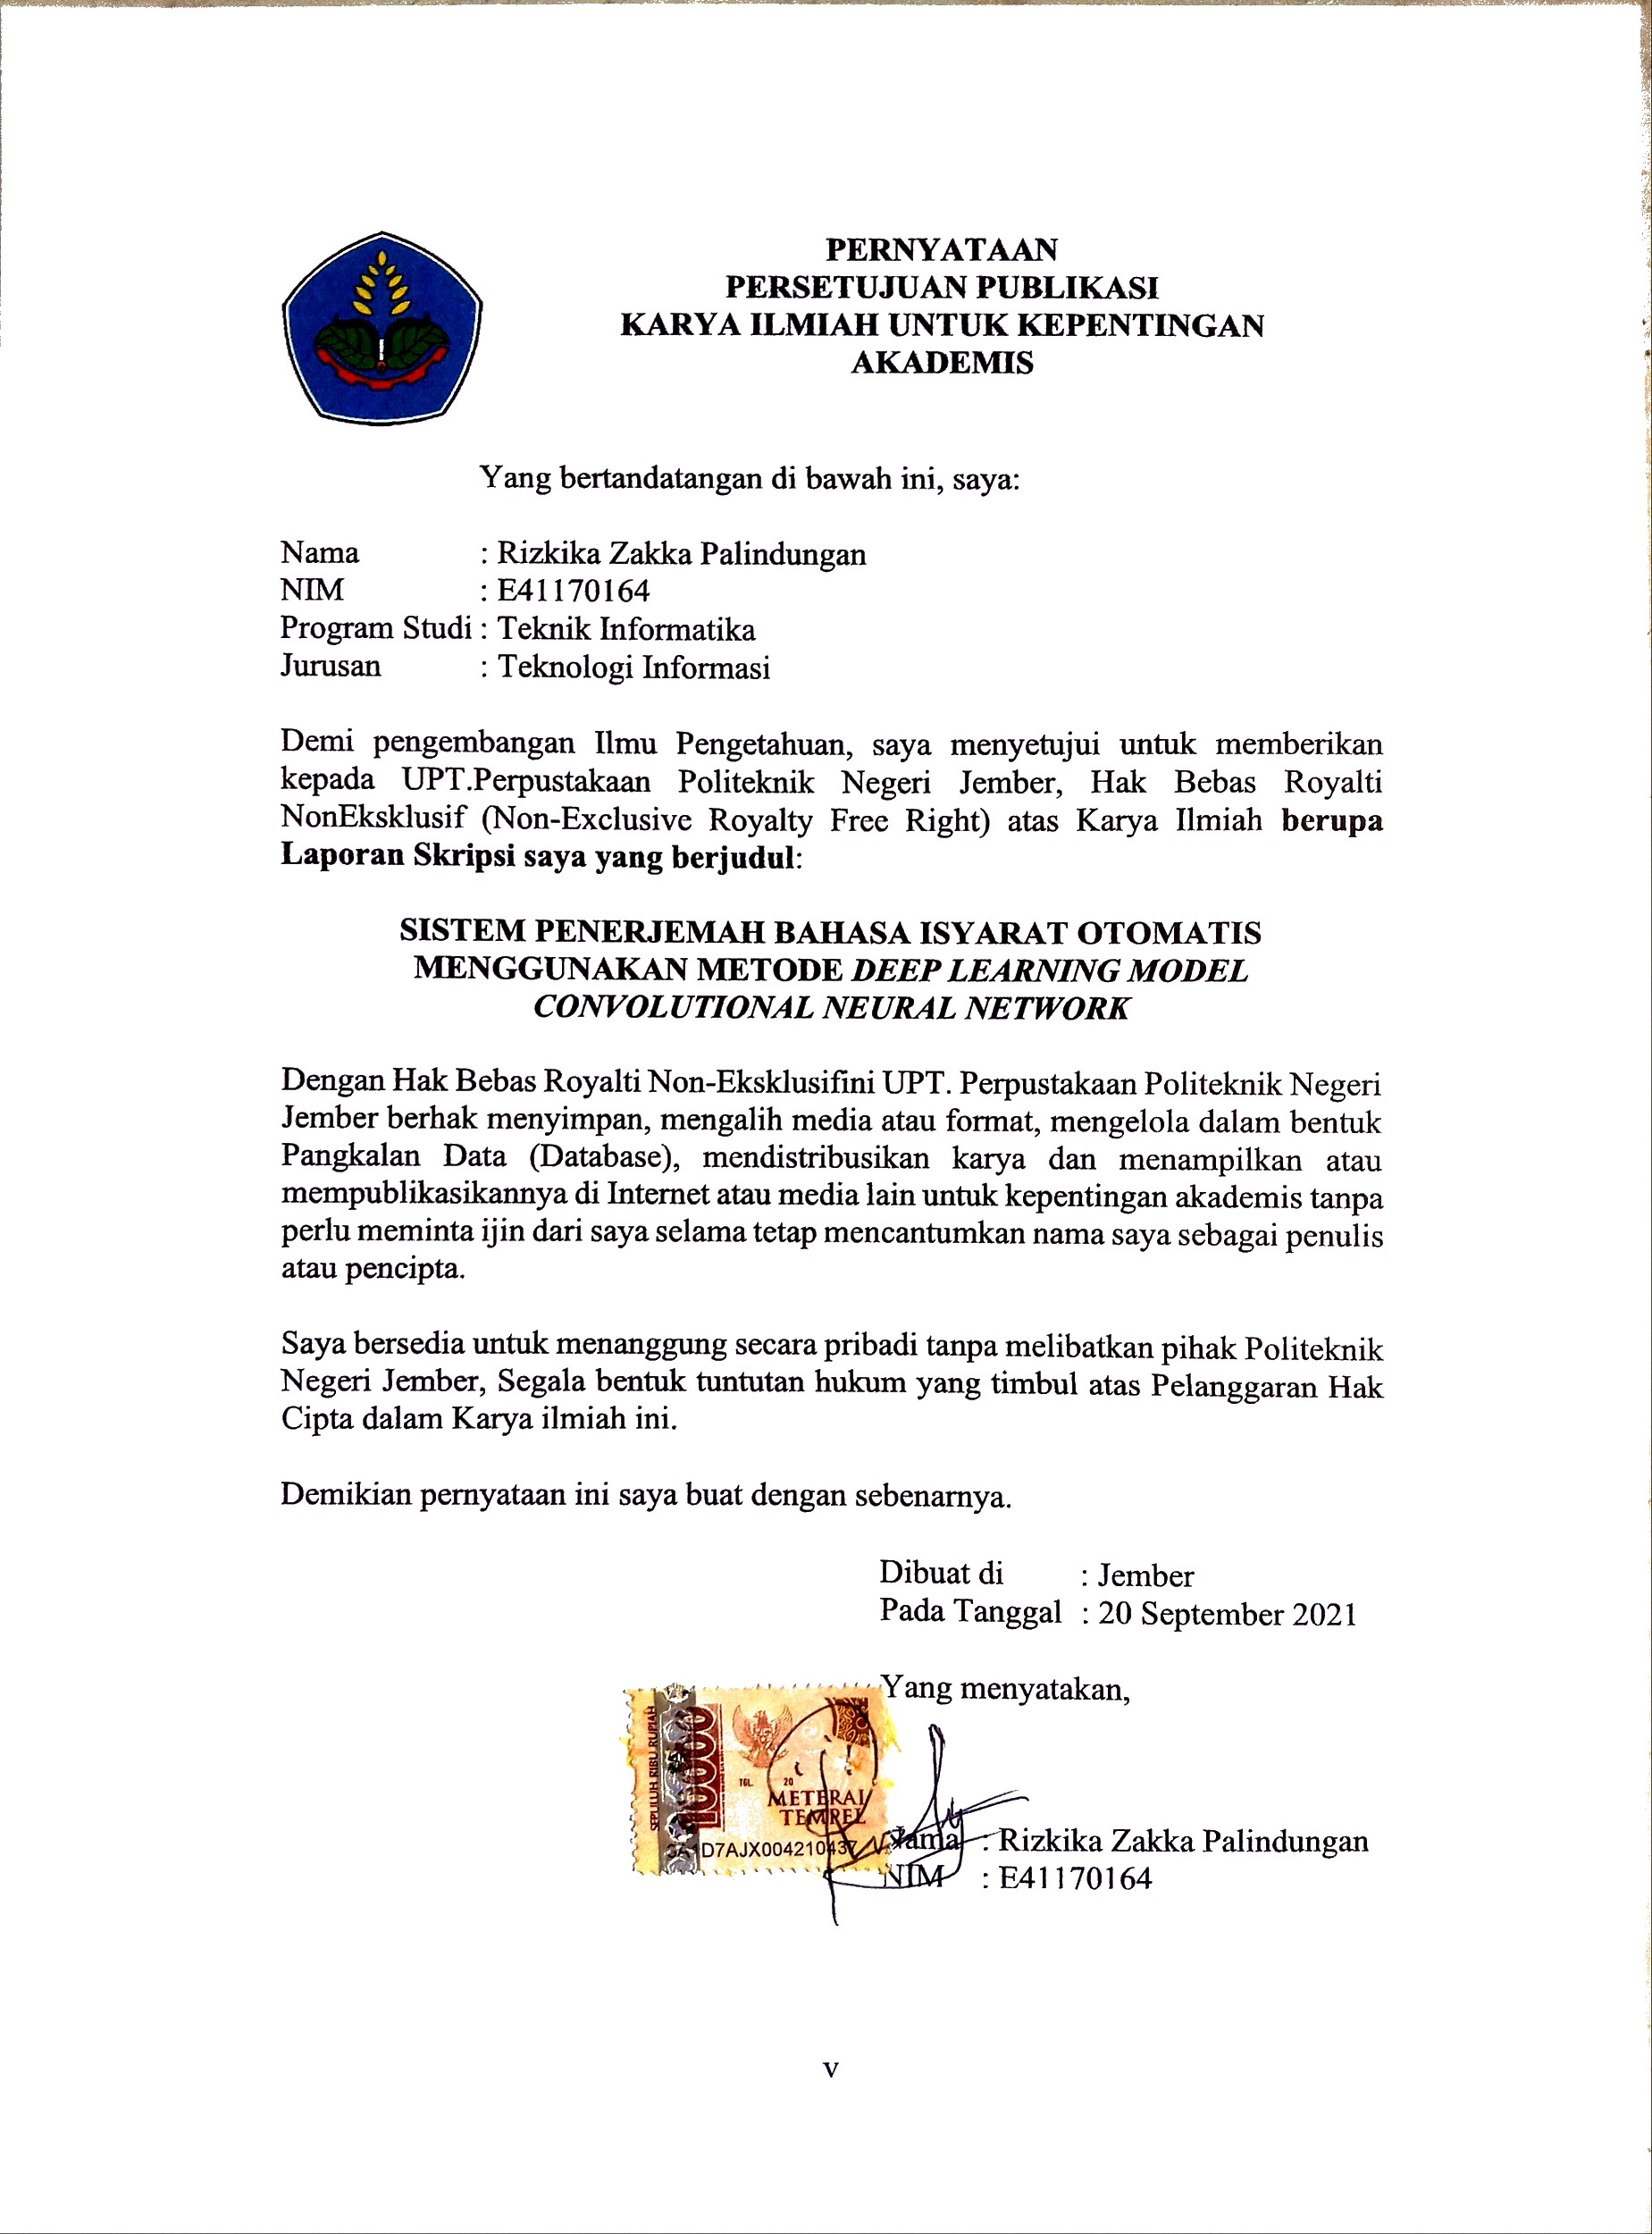 PERNYATAAN
PERSETUJUAN PUBLIKASI
KARYA ILMIAH UNTUK KEPENTINGAN
AKADEMIS
Yang bertandatangan di bawah ini, saya:
Nama : Rizkika Zakka Palindungan
NIM : E41170164
Program Studi : Teknik Informatika
Jurusan : Teknologi Informasi
Demi pengembangan Ilmu Pengetahuan, saya menyetujui untuk memberikan
kepada UPT.Perpustakaan Politeknik Negeri Jember, Hak Bebas Royalti
NonEksklusif (Non-Exclusive Royalty Free Right) atas Karya Ilmiah berupa
Laporan Skripsi saya yang berjudul:
SISTEM PENERJEMAH BAHASA ISYARAT OTOMATIS
MENGGUNAKAN METODE DEEP LEARNING MODEL
CONVOLUTIONAL NEURAL NETWORK
Dengan Hak Bebas Royalti Non-Eksklusifini UPT. Perpustakaan Politeknik Negeri
Jember berhak menyimpan, mengalih media atau format, mengelola dalam bentuk
Pangkalan Data (Database), mendistribusikan karya dan menampilkan atau
mempublikasikannya di Internet atau media lain untuk kepentingan akademis tanpa
perlu meminta ijin dari saya selama tetap mencantumkan nama saya sebagai penulis
atau pencipta.
Saya bersedia untuk menanggung secara pribadi tanpa melibatkan pihak Politeknik
Negeri Jember, Segala bentuk tuntutan hukum yang timbul atas Pelanggaran Hak
Cipta dalam Karya ilmiah ini.
Demikian pernyataan ini saya buat dengan sebenarnya.
Dibuat di : Jember
Pada Tanggal : 20 September 2021
Yang menyatakan,
SEPULUH RIBU RUPIAH
10000
TGL. 20
METERAI
TEMPEL
Nama : Rizkika Zakka Palindungan
NIM : E41170164
v